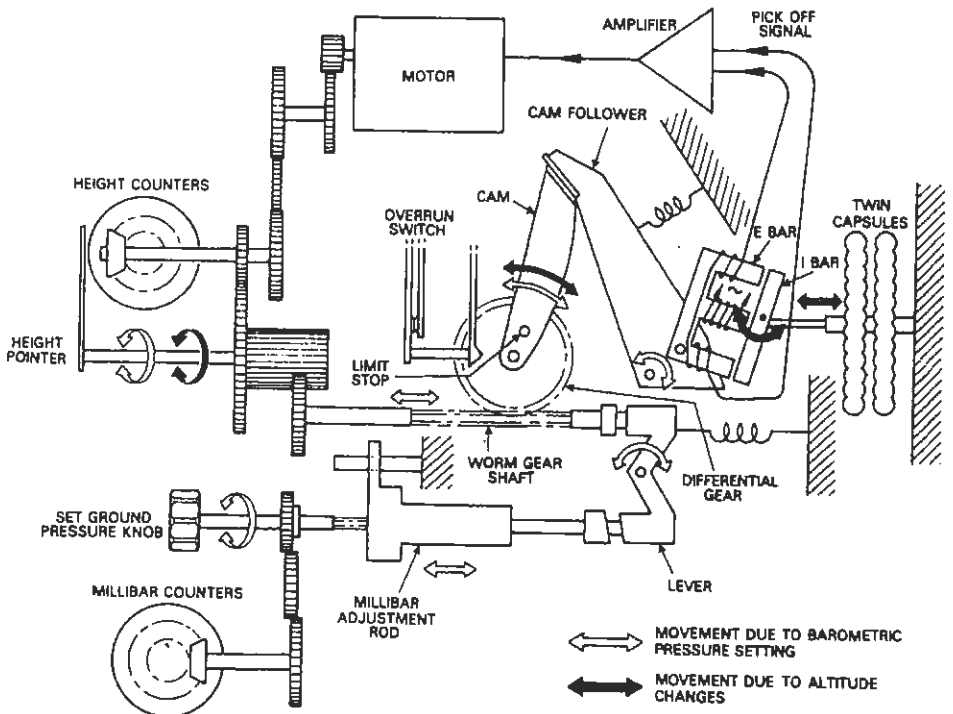 AMPLIFIER
PICK OFF
SIGNAL
MOTOR
CAM FOLLOWER
HEIGHT COUNTERS
OVERRUN
SWITCH
CAM
TWIN
CAPSULES
E BAR
I BAR
HEIGHT
POINTER
LIMIT
STOP
WORM GEAR
SHAFT
DIFFERENTIAL
GEAR
SET GROUND
PRESSURE KNOB
LEVER
MILLIBAR COUNTERS
MILLIBAR
ADJUSTMENT
ROD
MOVEMENT DUE TO BAROMETRIC
PRESSURE SETTING
MOVEMENT DUE TO ALTITUDE
CHANGES